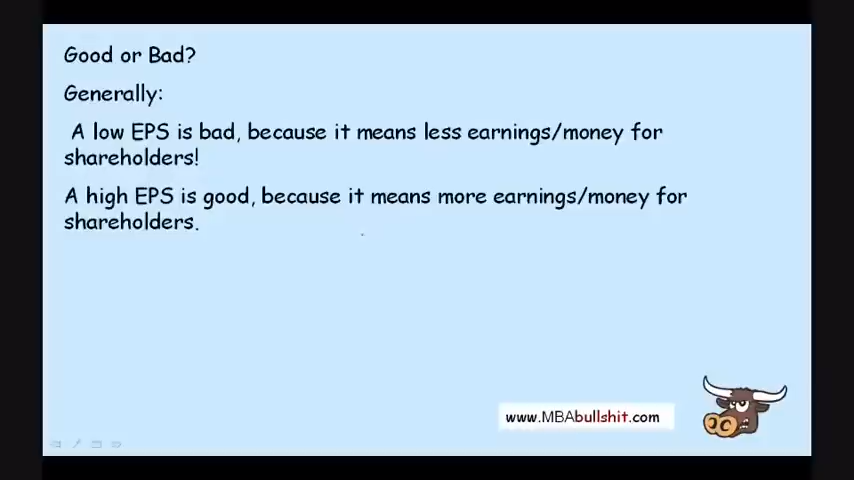 Good or Bad?
Generally:
A low EPS is bad, because it means less earnings/money for
shareholders!
A high EPS is good, because it means more earnings/money for
shareholders.
www.MBAbullshit.com